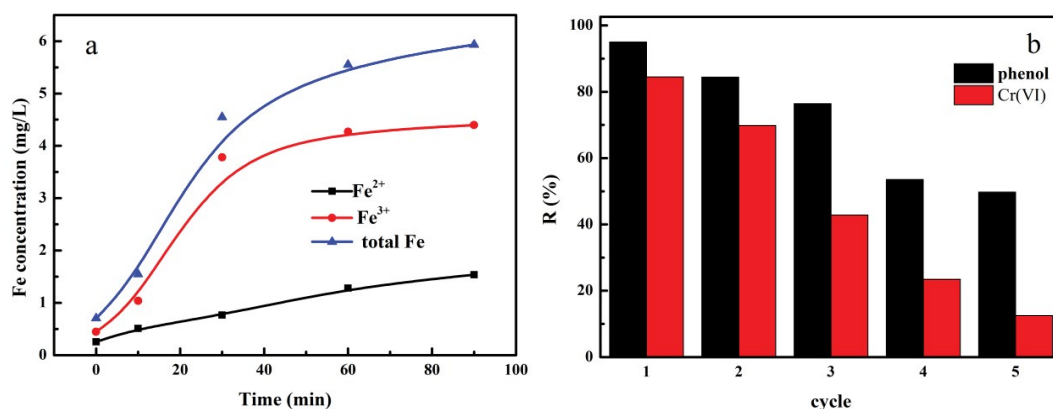 a
Fe concentration (mg/L)
6
5
4
3
2
1
0
Fe²⁺
Fe³⁺
total Fe
0 20 40 60 80 100
Time (min)
b
R (%)
100
80
60
40
20
0
phenol
Cr(VI)
1 2 3 4 5
cycle